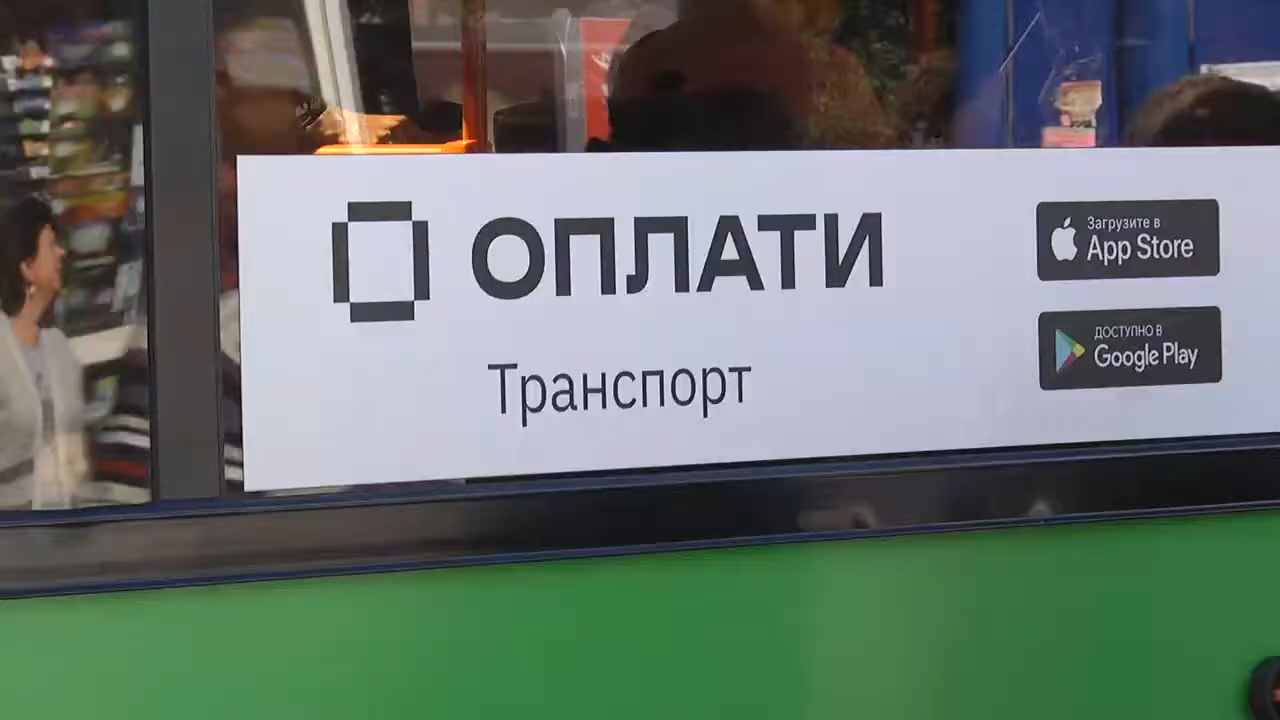 ОПЛАТИ
Транспорт
Загрузите в
App Store
ДОСТУПНО В
Google Play